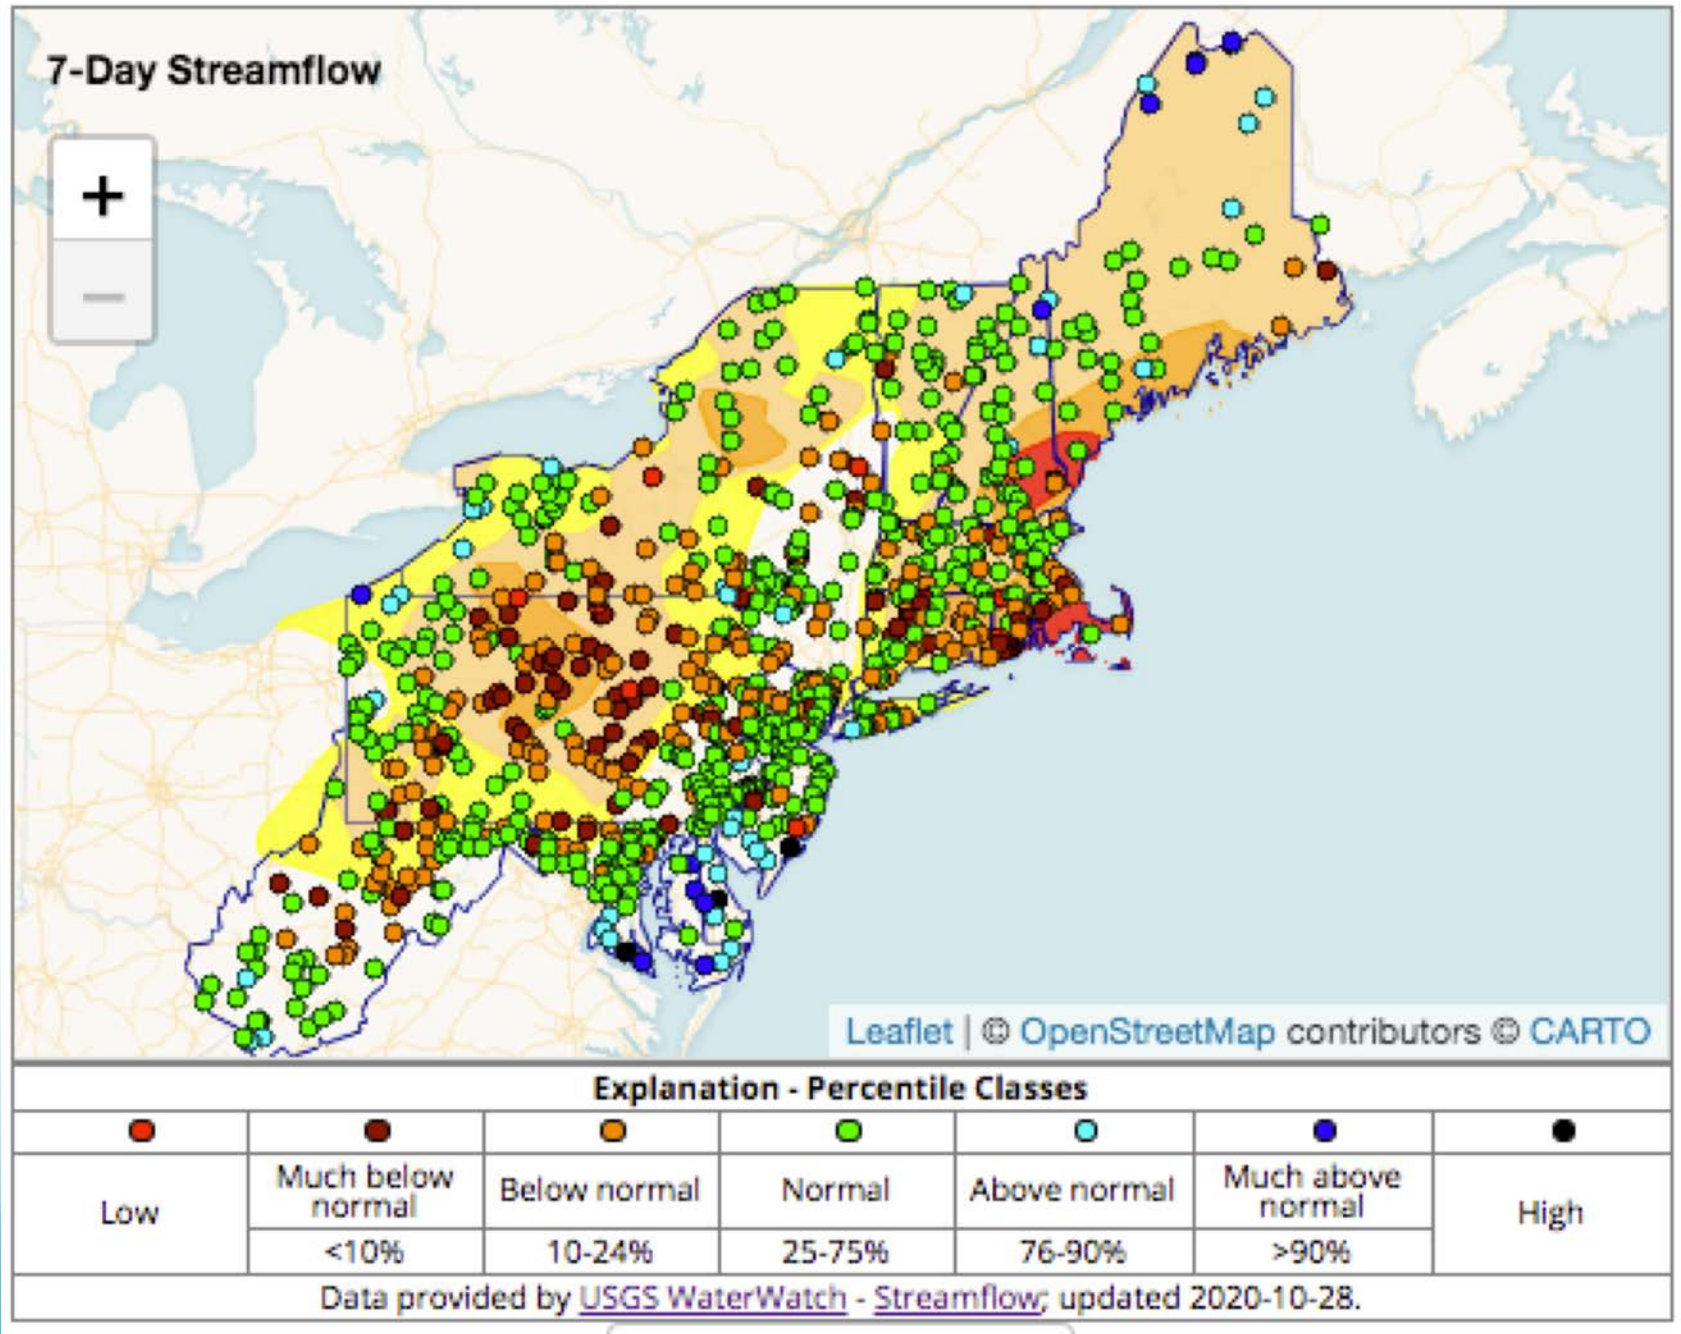 7-Day Streamflow
+
−
Leaflet | © OpenStreetMap contributors © CARTO
Explanation - Percentile Classes
Low
Much below normal
<10%
Below normal
10-24%
Normal
25-75%
Above normal
76-90%
Much above normal
>90%
High
Data provided by USGS WaterWatch - Streamflow; updated 2020-10-28.